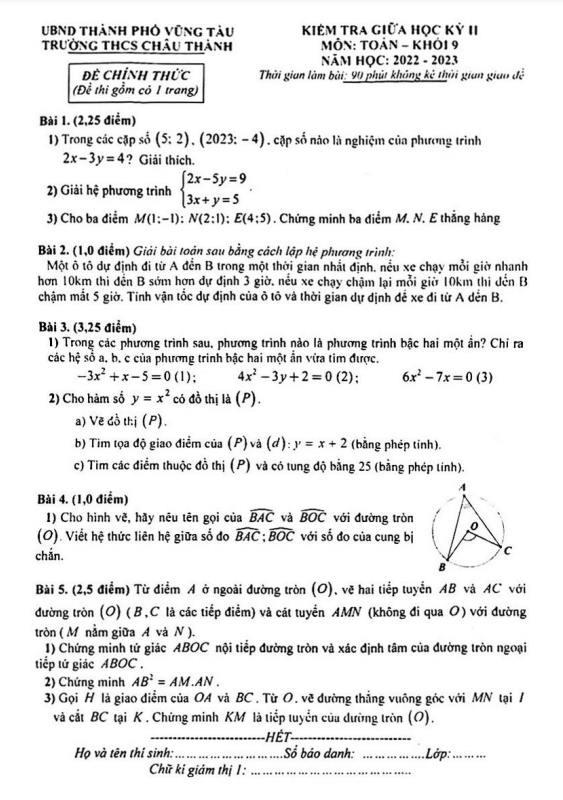 UBND THÀNH PHỐ VŨNG TÀU
TRƯỜNG THCS CHÂU THÀNH
KIỂM TRA GIỮA HỌC KỲ II
MÔN: TOÁN – KHỐI 9
NĂM HỌC: 2022 - 2023
ĐỀ CHÍNH THỨC
(Đề thi gồm có 1 trang)
Thời gian làm bài: 90 phút không kể thời gian giao đề
Bài 1. (2,25 điểm)
1) Trong các cặp số (5; 2), (2023; −4), cặp số nào là nghiệm của phương trình
2x−3y=4? Giải thích.
2) Giải hệ phương trình {2x−5y=9
3x+y=5 .
3) Cho ba điểm M(1;−1); N(2;1); E(4;5). Chứng minh ba điểm M, N, E thẳng hàng
Bài 2. (1,0 điểm) Giải bài toán sau bằng cách lập hệ phương trình:
Một ô tô dự định đi từ A đến B trong một thời gian nhất định, nếu xe chạy mỗi giờ nhanh
hơn 10km thì đến B sớm hơn dự định 3 giờ, nếu xe chạy chậm lại mỗi giờ 10km thì đến B
chậm mất 5 giờ. Tính vận tốc dự định của ô tô và thời gian dự định để xe đi từ A đến B.
Bài 3. (3,25 điểm)
1) Trong các phương trình sau, phương trình nào là phương trình bậc hai một ẩn? Chỉ ra
các hệ số a, b, c của phương trình bậc hai một ẩn vừa tìm được.
−3x²+x−5=0 (1); 4x²−3y+2=0 (2); 6x²−7x=0 (3)
2) Cho hàm số y = x² có đồ thị là (P).
a) Vẽ đồ thị (P).
b) Tìm tọa độ giao điểm của (P) và (d): y = x + 2 (bằng phép tính).
c) Tìm các điểm thuộc đồ thị (P) và có tung độ bằng 25 (bằng phép tính).
Bài 4. (1,0 điểm)
1) Cho hình vẽ, hãy nêu tên gọi của BAC và BOC với đường tròn
(O). Viết hệ thức liên hệ giữa số đo BAC; BOC với số đo của cung bị
chắn.
A
O
C
B
Bài 5. (2,5 điểm) Từ điểm A ở ngoài đường tròn (O), vẽ hai tiếp tuyến AB và AC với
đường tròn (O) (B,C là các tiếp điểm) và cát tuyến AMN (không đi qua O) với đường
tròn (M nằm giữa A và N).
1) Chứng minh tứ giác ABOC nội tiếp đường tròn và xác định tâm của đường tròn ngoại
tiếp tứ giác ABOC.
2) Chứng minh AB² = AM.AN.
3) Gọi H là giao điểm của OA và BC. Từ O, vẽ đường thẳng vuông góc với MN tại I
và cắt BC tại K. Chứng minh KM là tiếp tuyến của đường tròn (O).
--------------------------HẾT--------------------------
Họ và tên thí sinh:..........................Số báo danh: ...............Lớp:.........
Chữ kí giám thị 1: ................................